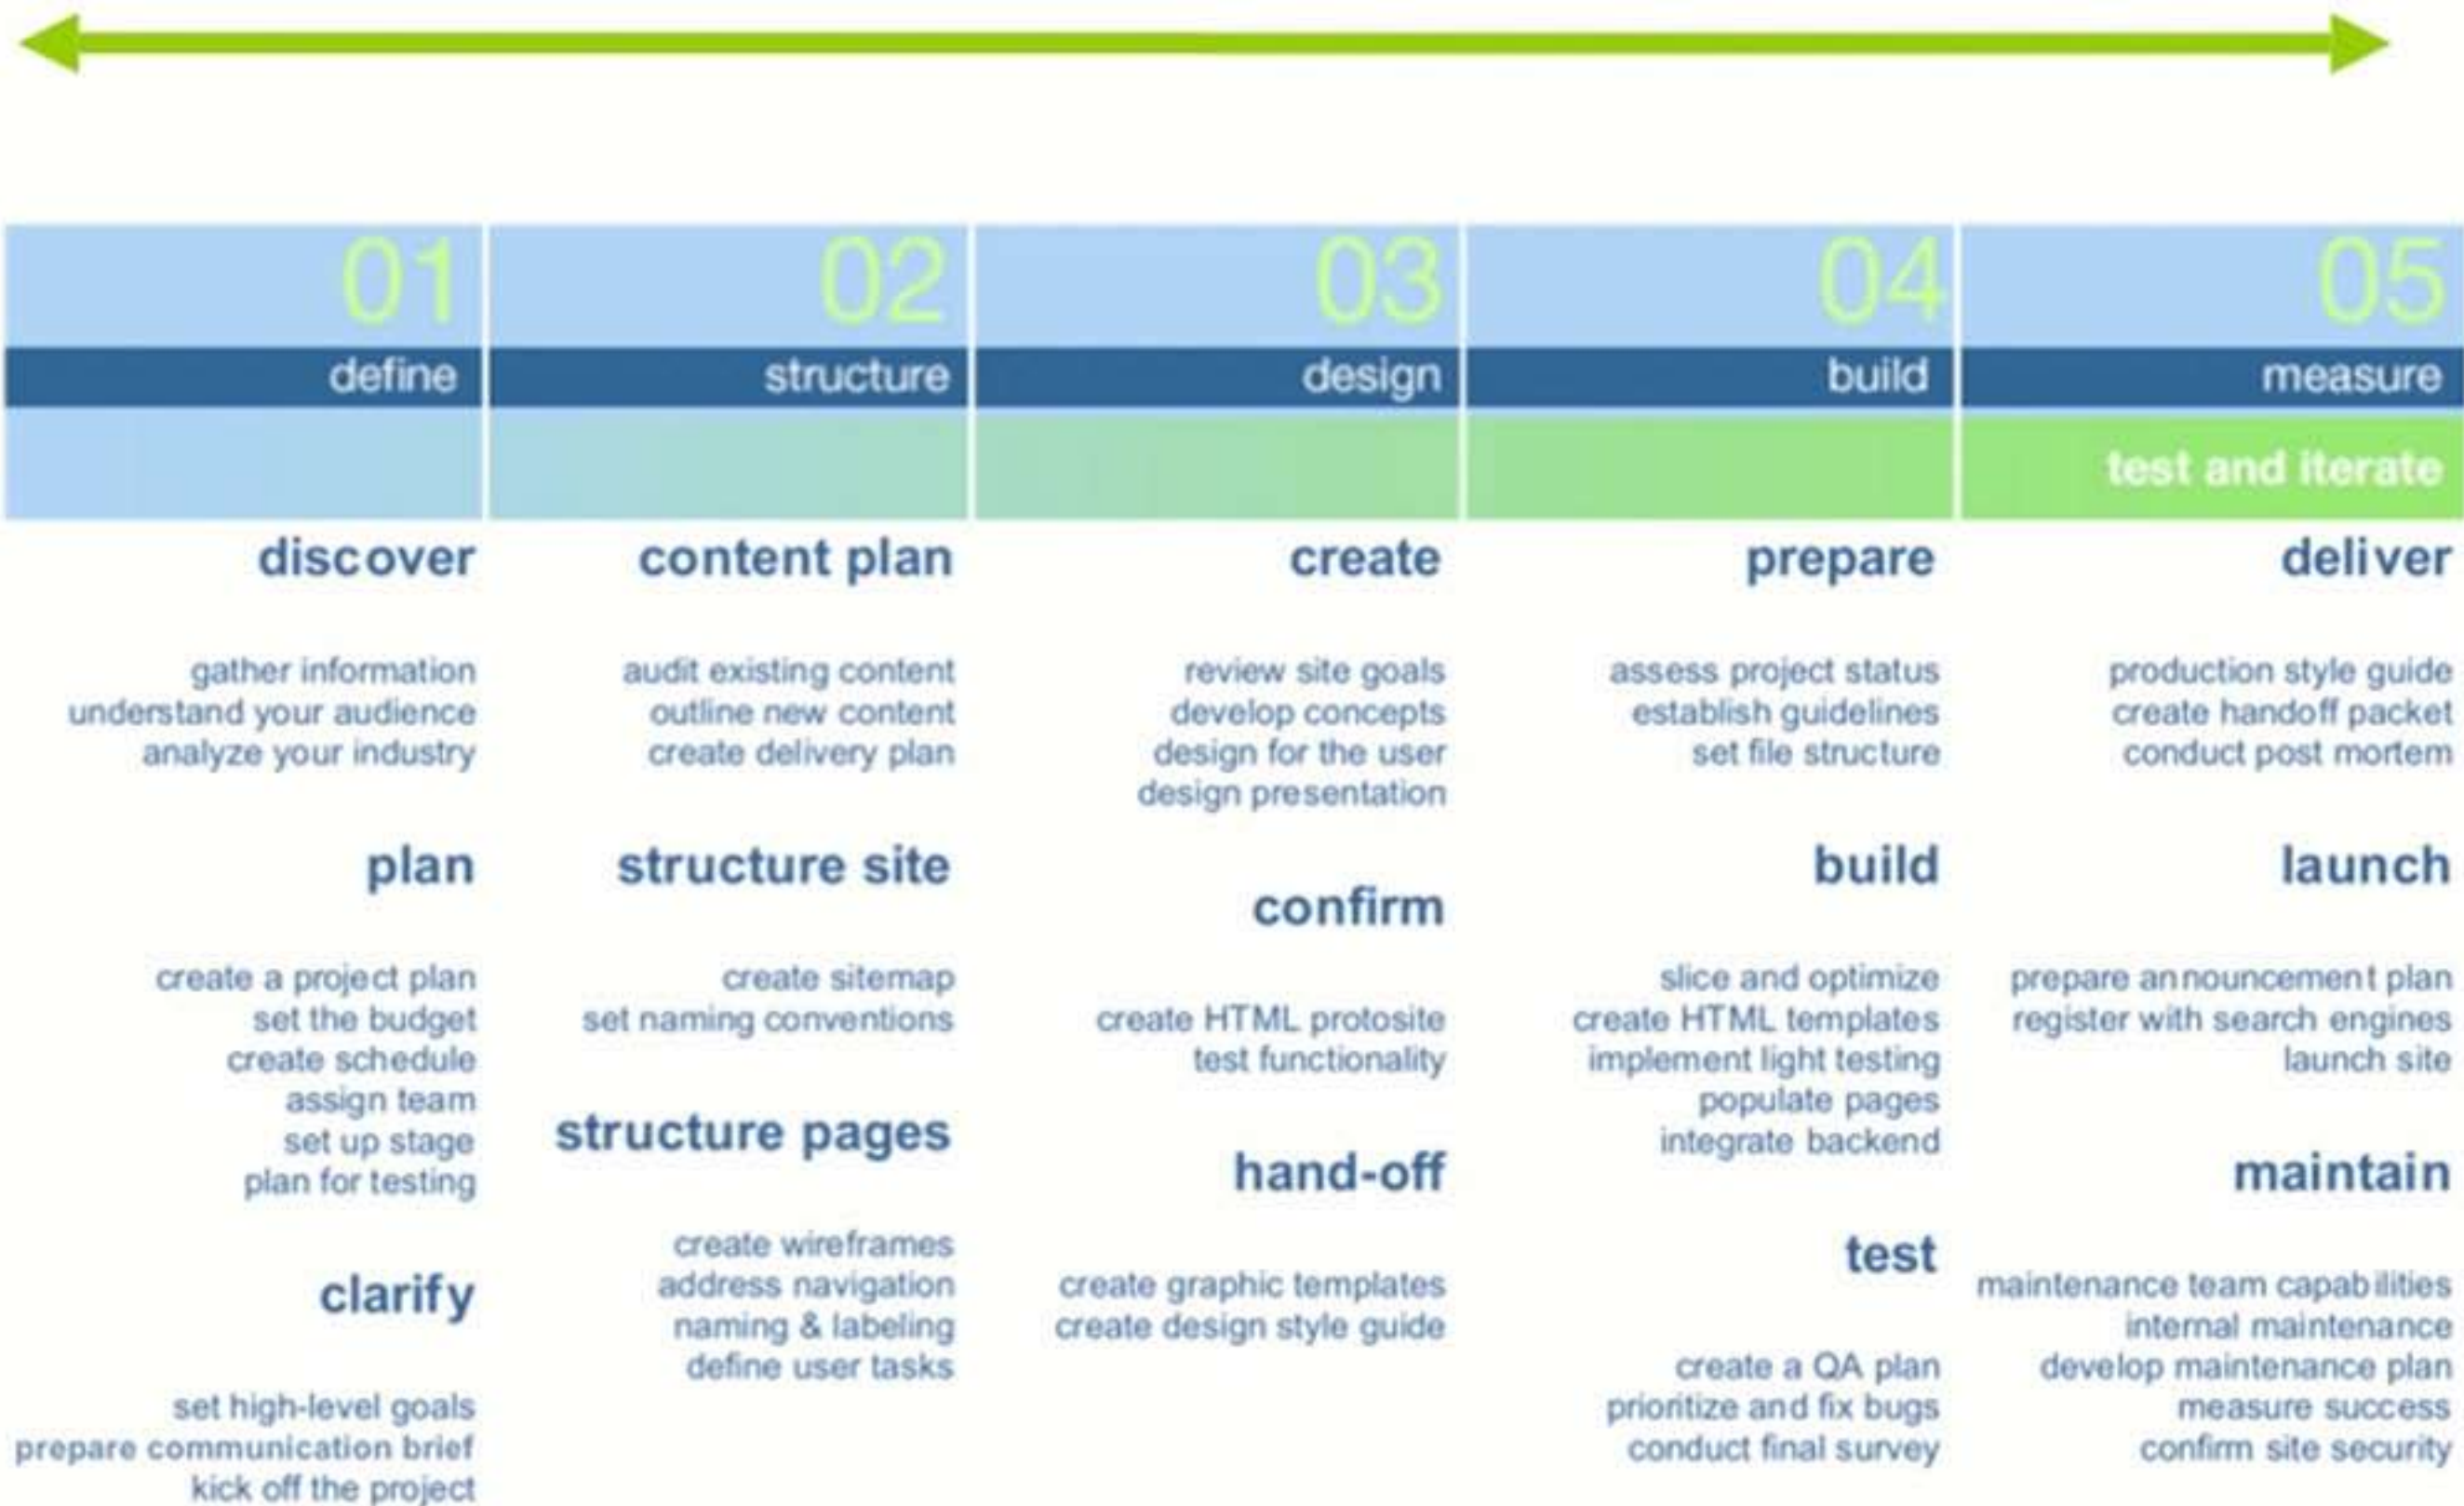 01
define
discover
gather information
understand your audience
analyze your industry
plan
create a project plan
set the budget
create schedule
assign team
set up stage
plan for testing
clarify
set high-level goals
prepare communication brief
kick off the project
02
structure
content plan
audit existing content
outline new content
create delivery plan
structure site
create sitemap
set naming conventions
structure pages
create wireframes
address navigation
naming & labeling
define user tasks
03
design
create
review site goals
develop concepts
design for the user
design presentation
confirm
create HTML protosite
test functionality
hand-off
create graphic templates
create design style guide
04
build
prepare
assess project status
establish guidelines
set file structure
build
slice and optimize
create HTML templates
implement light testing
populate pages
integrate backend
test
create a QA plan
prioritize and fix bugs
conduct final survey
05
measure
test and iterate
deliver
production style guide
create handoff packet
conduct post mortem
launch
prepare announcement plan
register with search engines
launch site
maintain
maintenance team capabilities
internal maintenance
develop maintenance plan
measure success
confirm site security